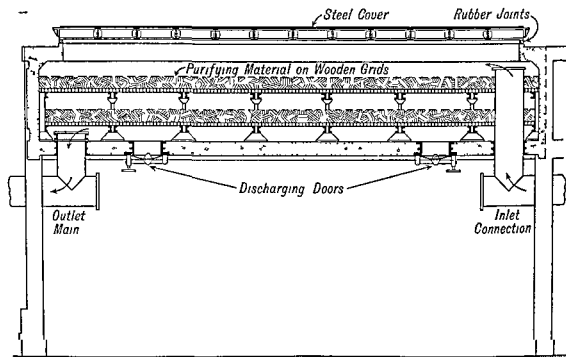 Steel Cover
Rubber Joints
Purifying Material on Wooden Grids
Discharging Doors
Outlet
Main
Inlet
Connection